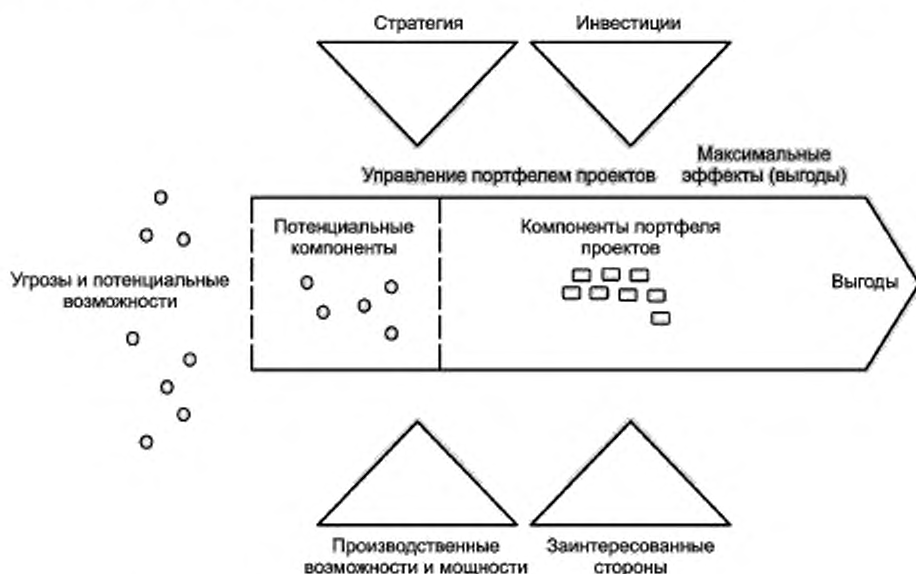 Стратегия
Инвестиции
Управление портфелем проектов
Максимальные
эффекты (выгоды)
Потенциальные
компоненты
Компоненты портфеля
проектов
Угрозы и потенциальные
возможности
Выгоды
Производственные
возможности и мощности
Заинтересованные
стороны